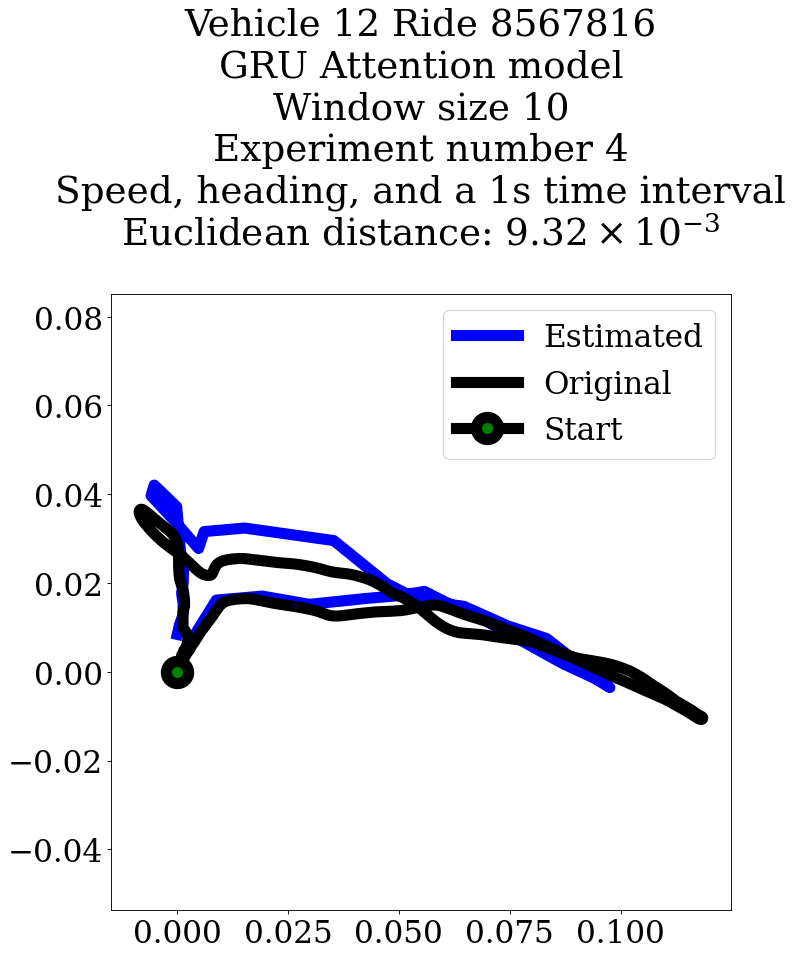 Vehicle 12 Ride 8567816
GRU Attention model
Window size 10
Experiment number 4
Speed, heading, and a 1s time interval
Euclidean distance: 9.32 × 10⁻³
Estimated
Original
Start
0.08
0.06
0.04
0.02
0.00
−0.02
−0.04
0.000 0.025 0.050 0.075 0.100